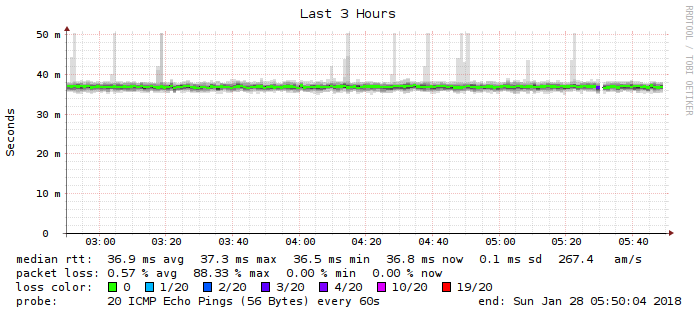 Last 3 Hours
RRDTOOL / TOBI OETIKER
Seconds
50 m
40 m
30 m
20 m
10 m
0
03:00 03:20 03:40 04:00 04:20 04:40 05:00 05:20 05:40
median rtt: 36.9 ms avg 37.3 ms max 36.5 ms min 36.8 ms now 0.1 ms sd 267.4 am/s
packet loss: 0.57 % avg 88.33 % max 0.00 % min 0.00 % now
loss color: 0 1/20 2/20 3/20 4/20 10/20 19/20
probe: 20 ICMP Echo Pings (56 Bytes) every 60s end: Sun Jan 28 05:50:04 2018